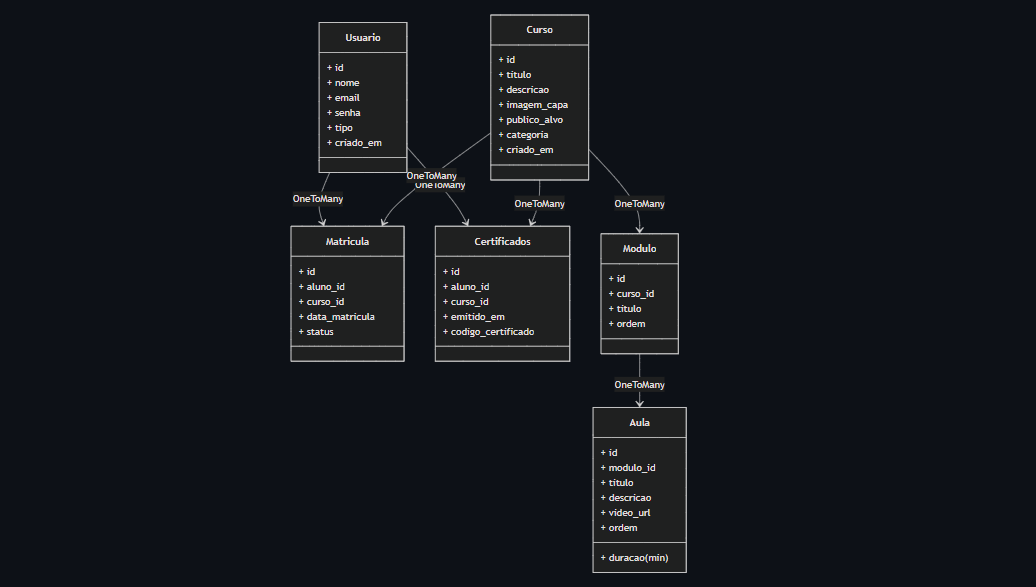 Usuario
+ id
+ nome
+ email
+ senha
+ tipo
+ criado_em
Curso
+ id
+ titulo
+ descricao
+ imagem_capa
+ publico_alvo
+ categoria
+ criado_em
OneToMany
OneToMany
OneToMany
OneToMany
OneToMany
Matricula
+ id
+ aluno_id
+ curso_id
+ data_matricula
+ status
Certificados
+ id
+ aluno_id
+ curso_id
+ emitido_em
+ codigo_certificado
Modulo
+ id
+ curso_id
+ titulo
+ ordem
OneToMany
Aula
+ id
+ modulo_id
+ titulo
+ descricao
+ video_url
+ ordem
+ duracao(min)